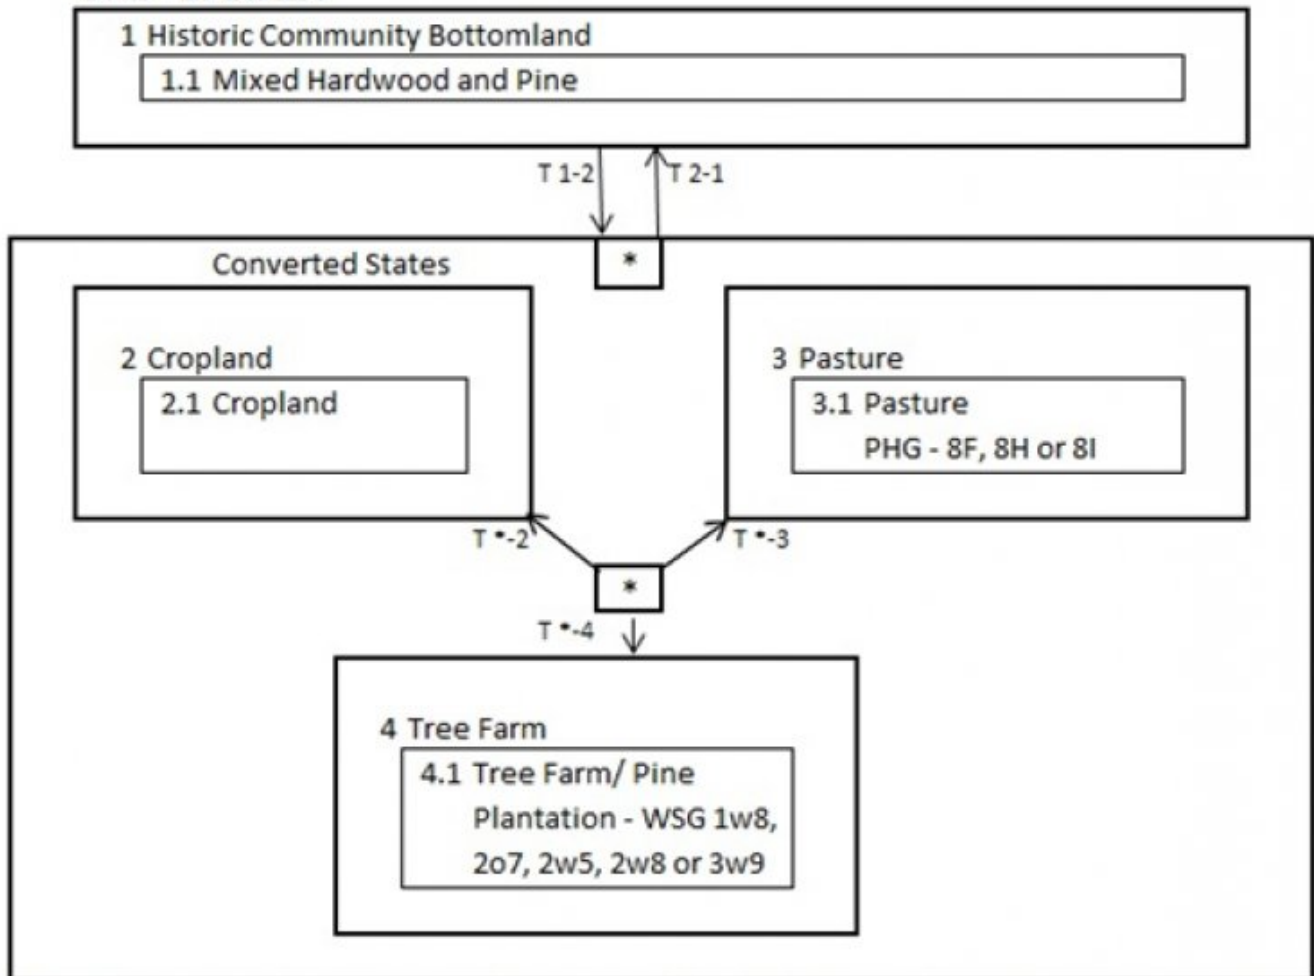 1 Historic Community Bottomland
1.1 Mixed Hardwood and Pine
T 1-2
T 2-1
*
Converted States
2 Cropland
2.1 Cropland
3 Pasture
3.1 Pasture
PHG - 8F, 8H or 8I
T *-2
T *-3
*
T *-4
4 Tree Farm
4.1 Tree Farm/ Pine
Plantation - WSG 1w8,
2o7, 2w5, 2w8 or 3w9